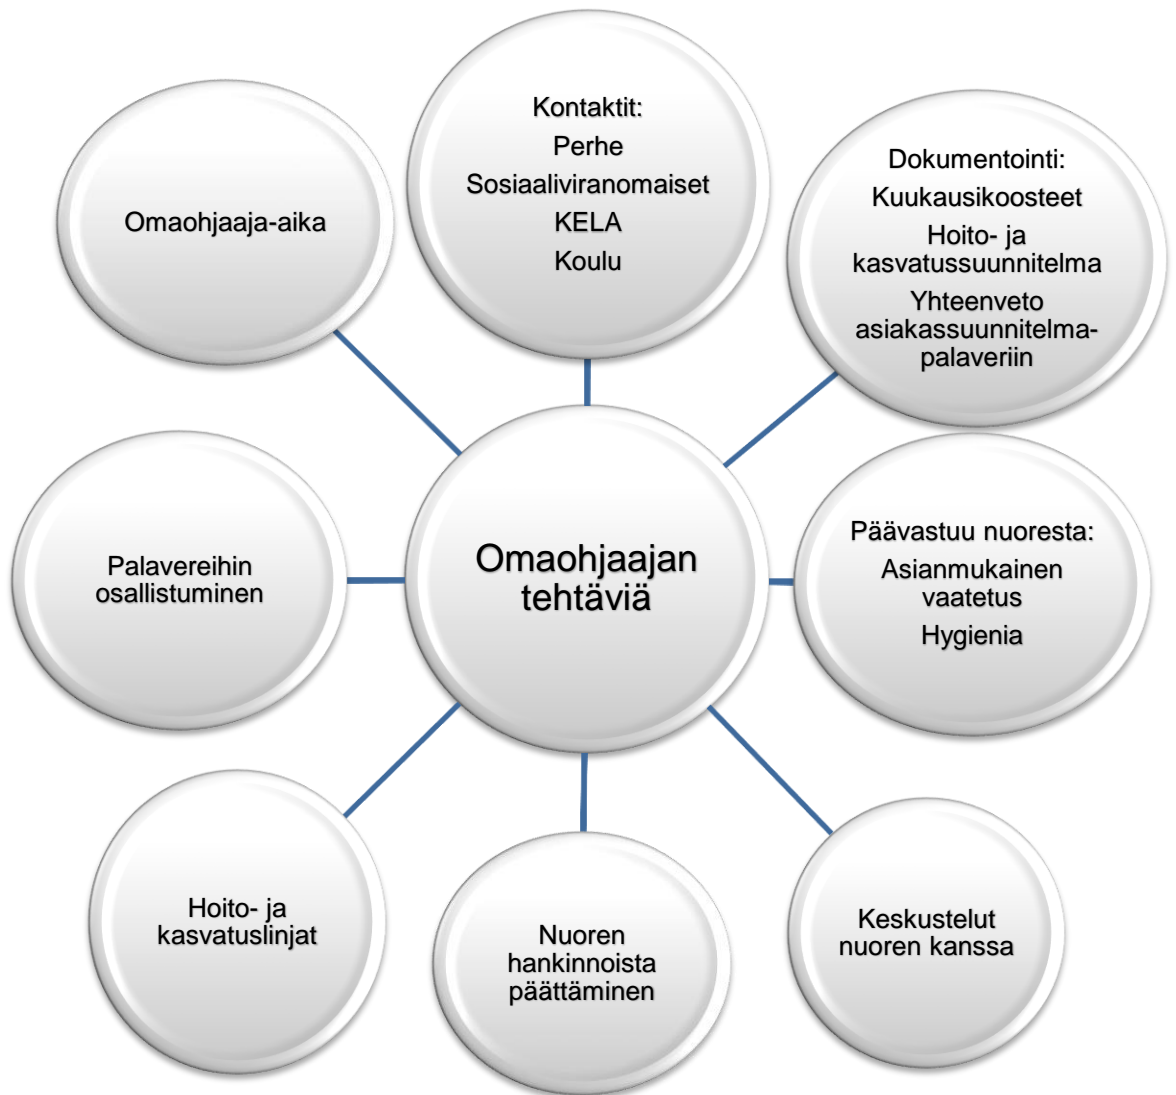 Kontaktit:
Perhe
Sosiaaliviranomaiset
KELA
Koulu
Dokumentointi:
Kuukausikoosteet
Hoito- ja
kasvatussuunnitelma
Yhteenveto
asiakassuunnitelma-
palaveriin
Päävastuu nuoresta:
Asianmukainen
vaatetus
Hygienia
Keskustelut
nuoren kanssa
Nuoren
hankinnoista
päättäminen
Hoito- ja
kasvatuslinjat
Palavereihin
osallistuminen
Omaohjaaja-aika
Omaohjaajan
tehtäviä